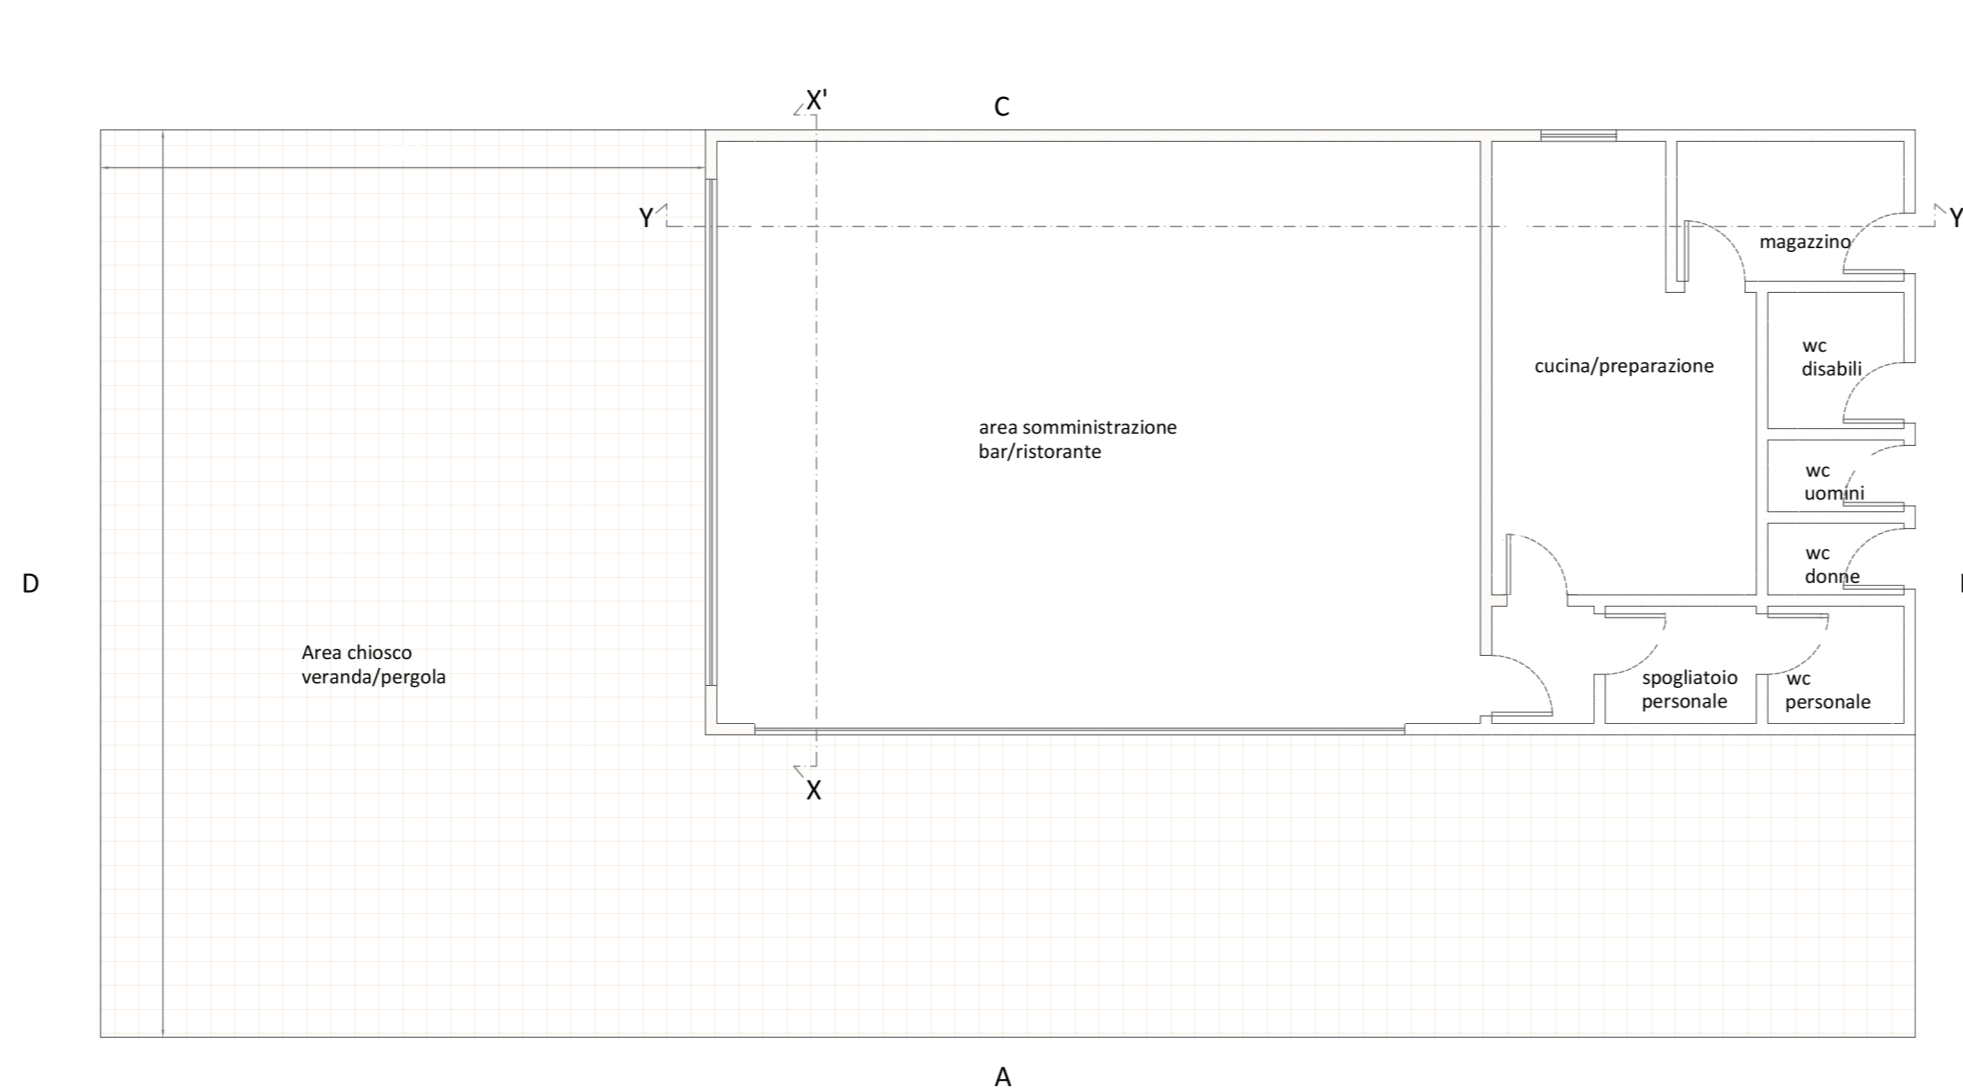 X'
C
Y
Y
magazzino
wc
disabili
cucina/preparazione
area somministrazione
bar/ristorante
wc
uomini
wc
donne
D
Area chiosco
veranda/pergola
spogliatoio
personale
wc
personale
X
A